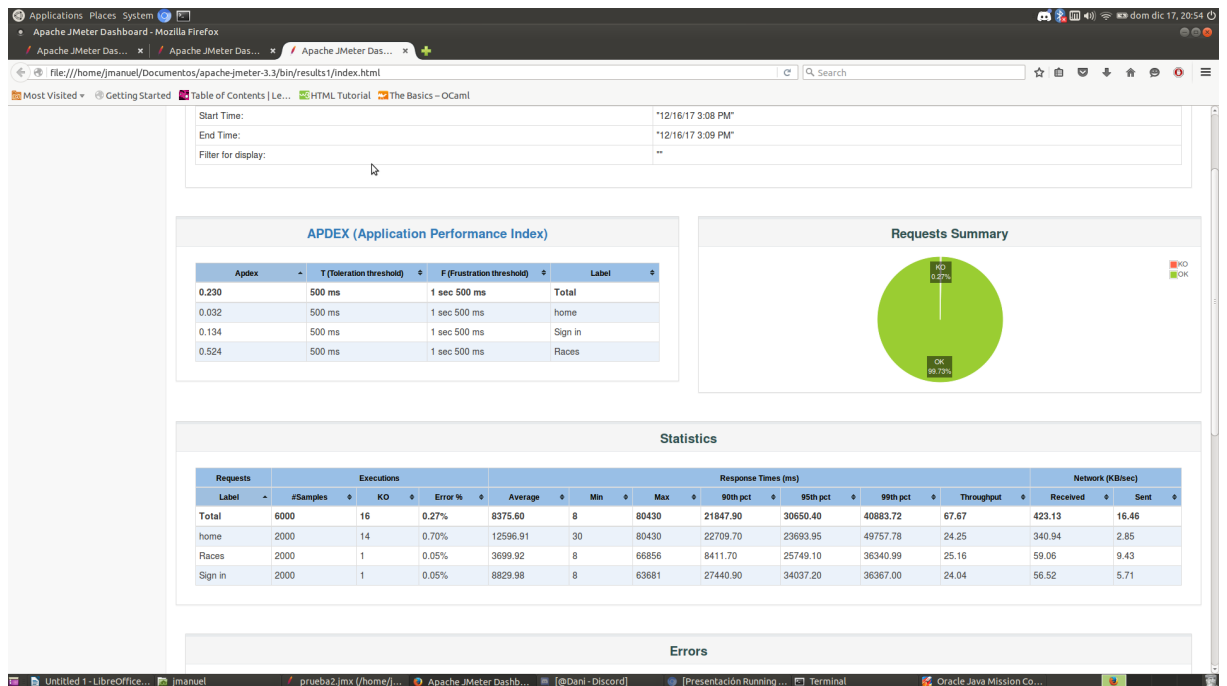 Applications Places System dom dic 17, 20:54
Apache JMeter Dashboard - Mozilla Firefox
Apache JMeter Das... × Apache JMeter Das... × Apache JMeter Das... ×
file:///home/jmanuel/Documentos/apache-jmeter-3.3/bin/results1/index.html Search
Most Visited Getting Started Table of Contents | Le... HTML Tutorial The Basics – OCaml
Start Time: "12/16/17 3:08 PM"
End Time: "12/16/17 3:09 PM"
Filter for display: ""
APDEX (Application Performance Index)
Apdex T (Toleration threshold) F (Frustration threshold) Label
0.230 500 ms 1 sec 500 ms Total
0.032 500 ms 1 sec 500 ms home
0.134 500 ms 1 sec 500 ms Sign in
0.524 500 ms 1 sec 500 ms Races
Requests Summary
KO
0.27%
OK
99.73%
KO
OK
Statistics
Requests Executions Response Times (ms) Network (KB/sec)
Label #Samples KO Error % Average Min Max 90th pct 95th pct 99th pct Throughput Received Sent
Total 6000 16 0.27% 8375.60 8 80430 21847.90 30650.40 40883.72 67.67 423.13 16.46
home 2000 14 0.70% 12596.91 30 80430 22709.70 23693.95 49757.78 24.25 340.94 2.85
Races 2000 1 0.05% 3699.92 8 66856 8411.70 25749.10 36340.99 25.16 59.06 9.43
Sign in 2000 1 0.05% 8829.98 8 63681 27440.90 34037.20 36367.00 24.04 56.52 5.71
Errors
Untitled 1 - LibreOffice... jmanuel prueba2.jmx (/home/j... Apache JMeter Dashb... [@Dani - Discord] [Presentación Running ... Terminal Oracle Java Mission Co...